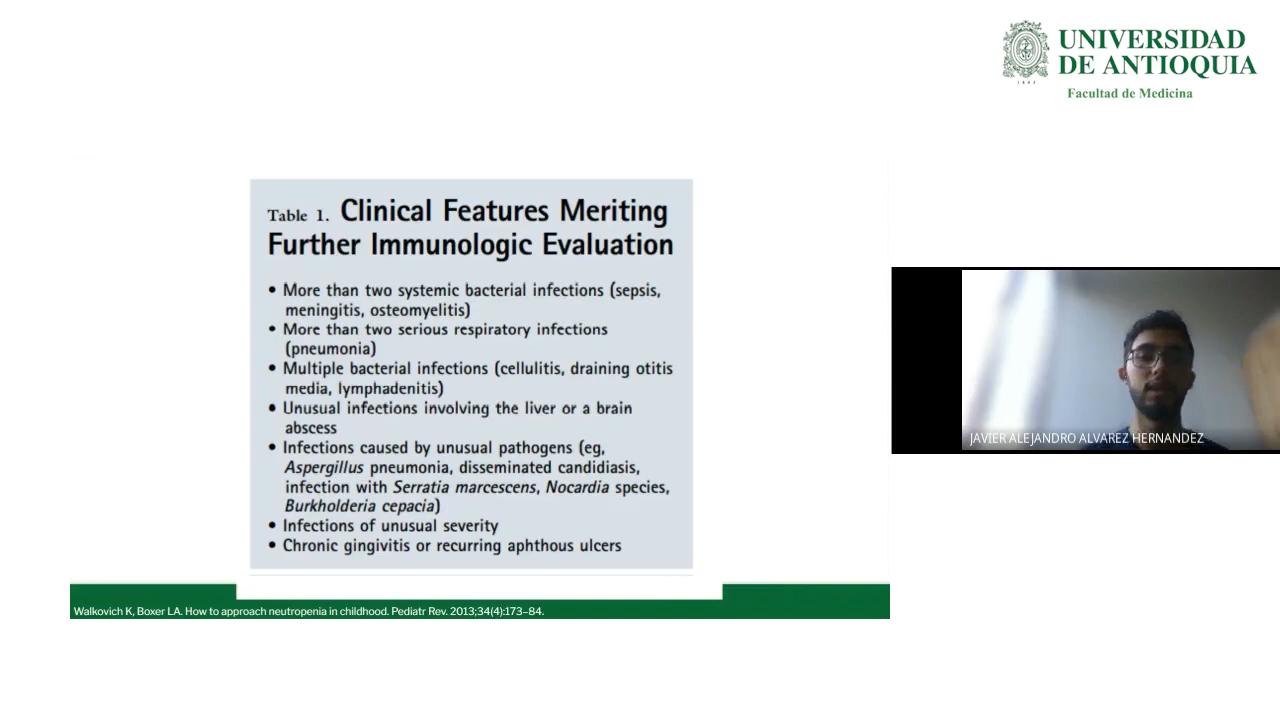 UNIVERSIDAD
DE ANTIOQUIA
1803
Facultad de Medicina
Table 1. Clinical Features Meriting
Further Immunologic Evaluation
• More than two systemic bacterial infections (sepsis,
meningitis, osteomyelitis)
• More than two serious respiratory infections
(pneumonia)
• Multiple bacterial infections (cellulitis, draining otitis
media, lymphadenitis)
• Unusual infections involving the liver or a brain
abscess
• Infections caused by unusual pathogens (eg,
Aspergillus pneumonia, disseminated candidiasis,
infection with Serratia marcescens, Nocardia species,
Burkholderia cepacia)
• Infections of unusual severity
• Chronic gingivitis or recurring aphthous ulcers
JAVIER ALEJANDRO ALVAREZ HERNANDEZ
Walkovich K, Boxer LA. How to approach neutropenia in childhood. Pediatr Rev. 2013;34(4):173–84.